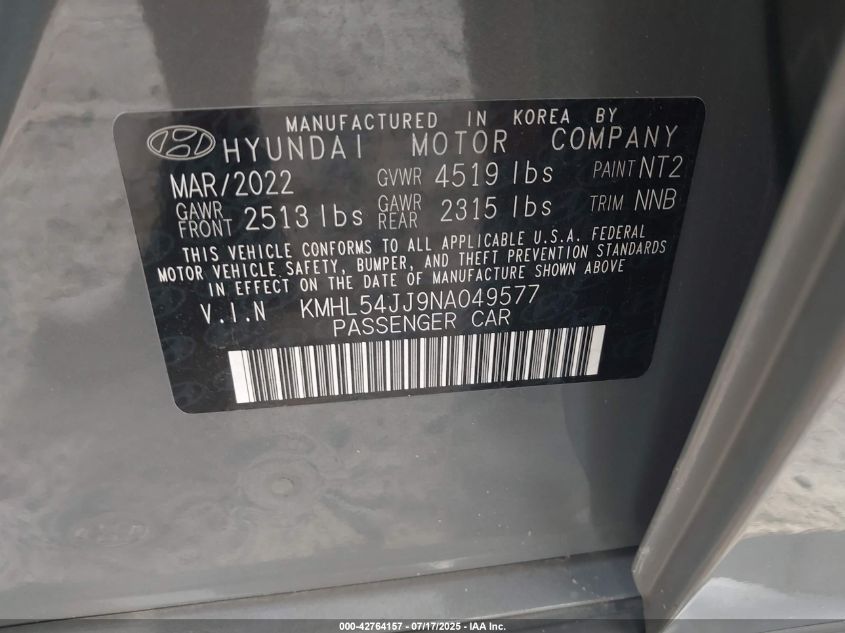 MANUFACTURED IN KOREA BY
HYUNDAI MOTOR COMPANY
MAR/2022 GVWR 4519 lbs PAINT NT2
GAWR FRONT 2513 lbs GAWR REAR 2315 lbs TRIM NNB
THIS VEHICLE CONFORMS TO ALL APPLICABLE U.S.A. FEDERAL
MOTOR VEHICLE SAFETY, BUMPER, AND THEFT PREVENTION STANDARDS
IN EFFECT ON THE DATE OF MANUFACTURE SHOWN ABOVE
V.I.N KMHL54JJ9NA049577
PASSENGER CAR
000-42764157 - 07/17/2025 - IAA Inc.